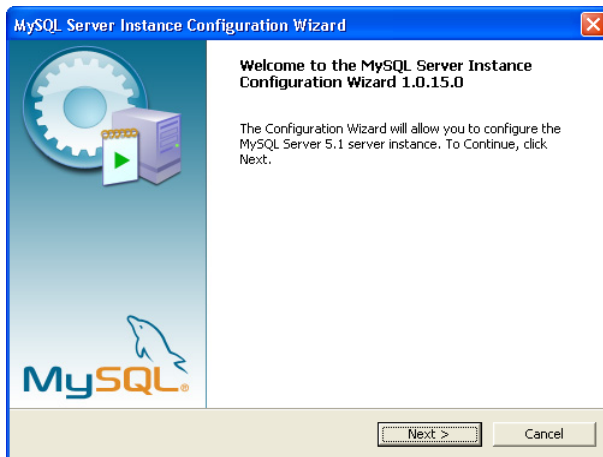 MySQL Server Instance Configuration Wizard
Welcome to the MySQL Server Instance
Configuration Wizard 1.0.15.0
The Configuration Wizard will allow you to configure the
MySQL Server 5.1 server instance. To Continue, click
Next.
MySQL®
Next >
Cancel